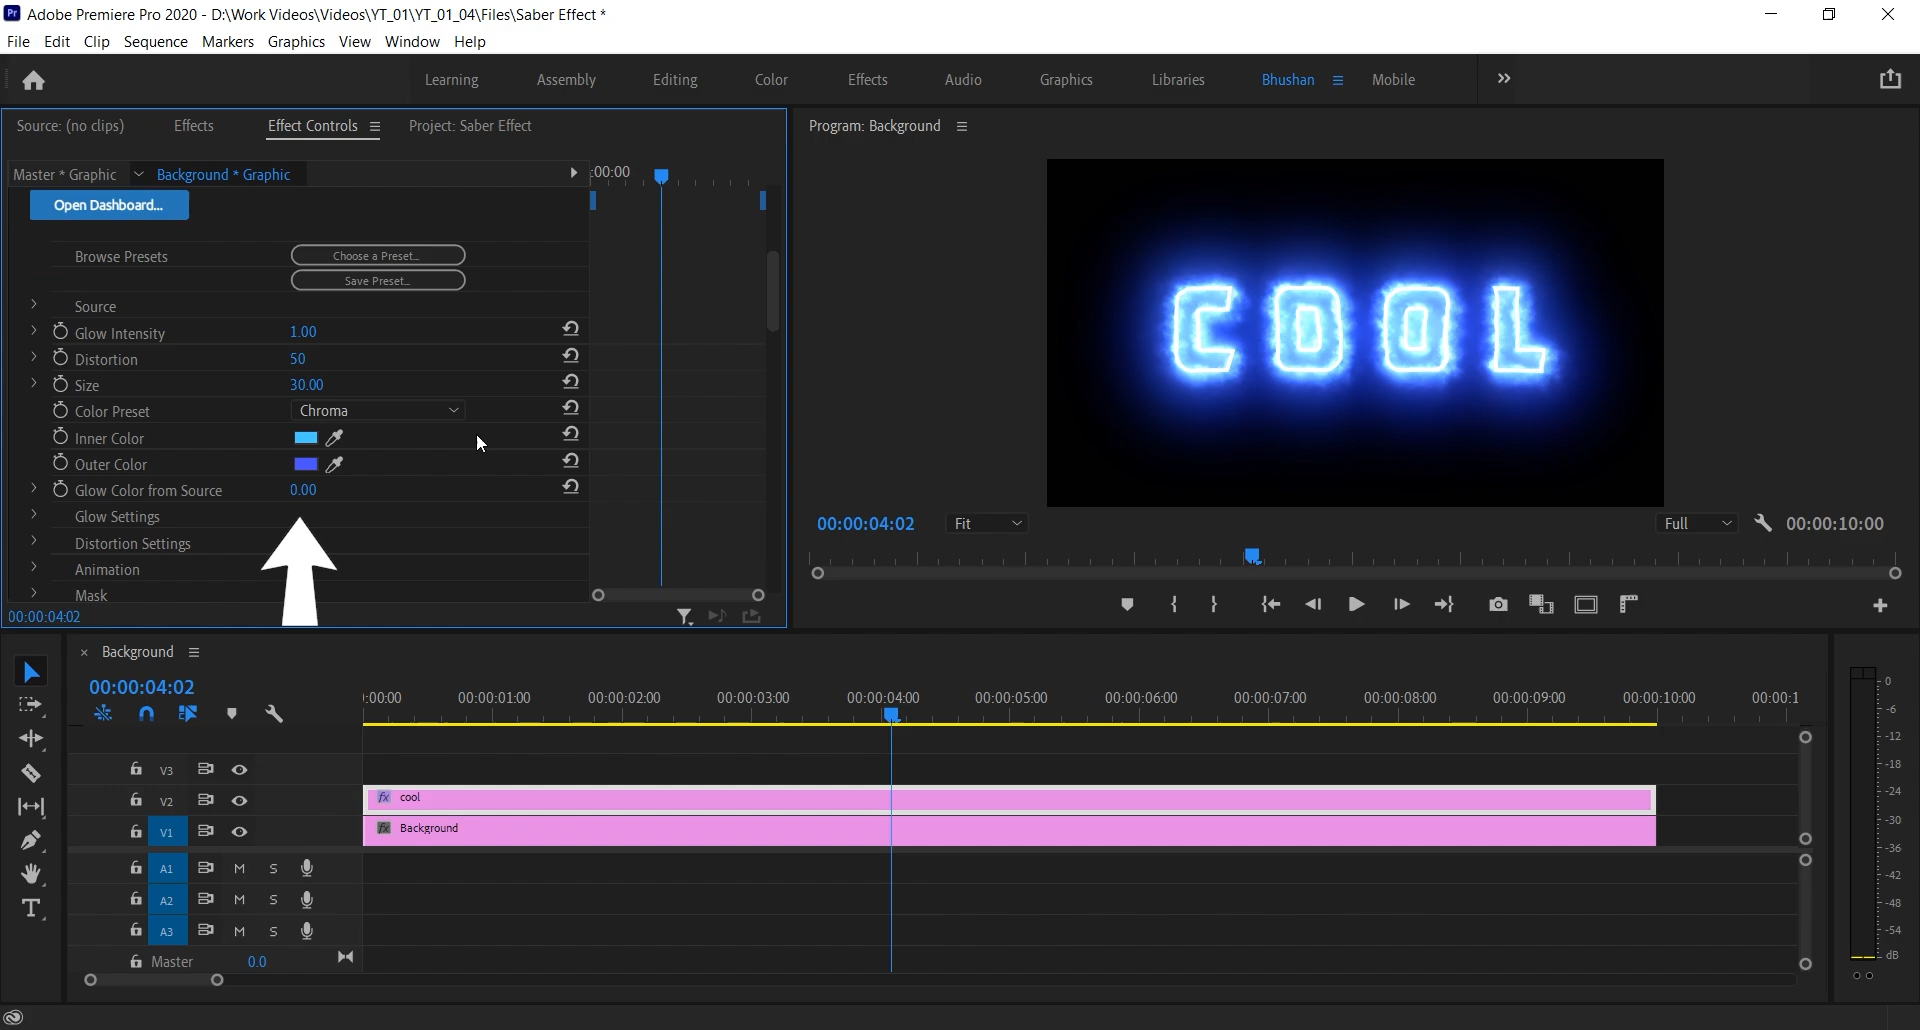 Pr Adobe Premiere Pro 2020 - D:\Work Videos\Videos\YT_01\YT_01_04\Files\Saber Effect *
File Edit Clip Sequence Markers Graphics View Window Help
Learning Assembly Editing Color Effects Audio Graphics Libraries Bhushan Mobile
Source: (no clips) Effects Effect Controls Project: Saber Effect
Master * Graphic Background * Graphic :00:00
Open Dashboard...
Browse Presets Choose a Preset...
Save Preset...
Source
Glow Intensity 1.00
Distortion 50
Size 30.00
Color Preset Chroma
Inner Color
Outer Color
Glow Color from Source 0.00
Glow Settings
Distortion Settings
Animation
Mask
00:00:04:02
Program: Background
COOL
00:00:04:02 Fit Full 00:00:10:00
Background
00:00:04:02
:00:00 00:00:01:00 00:00:02:00 00:00:03:00 00:00:04:00 00:00:05:00 00:00:06:00 00:00:07:00 00:00:08:00 00:00:09:00 00:00:10:00 00:00:1
V3
V2 fx cool
V1 fx Background
A1 M S
A2 M S
A3 M S
Master 0.0
0
-6
-12
-18
-24
-30
-36
-42
-48
-54
dB